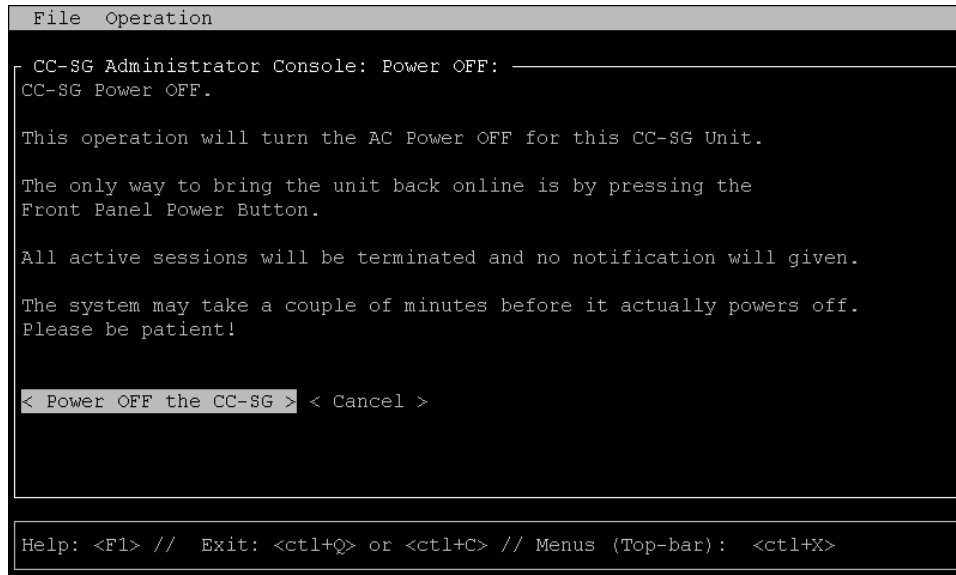 File Operation
CC-SG Administrator Console: Power OFF:
CC-SG Power OFF.
This operation will turn the AC Power OFF for this CC-SG Unit.
The only way to bring the unit back online is by pressing the
Front Panel Power Button.
All active sessions will be terminated and no notification will given.
The system may take a couple of minutes before it actually powers off.
Please be patient!
< Power OFF the CC-SG > < Cancel >
Help: <F1> // Exit: <ctl+Q> or <ctl+C> // Menus (Top-bar): <ctl+X>